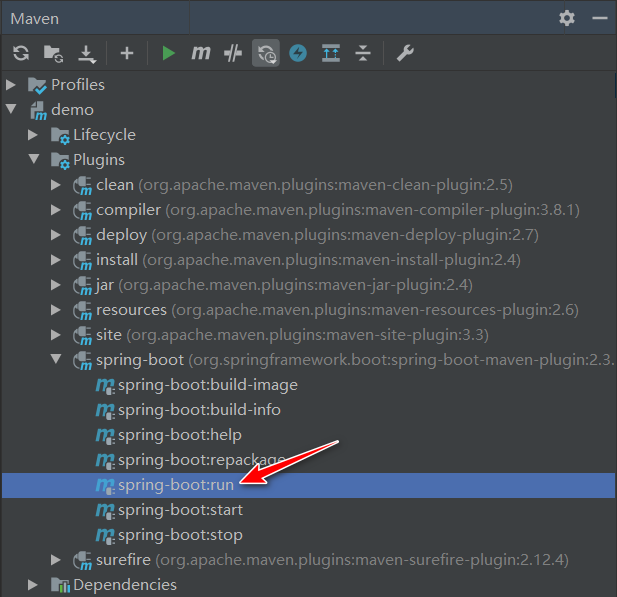 Maven
Profiles
demo
Lifecycle
Plugins
clean (org.apache.maven.plugins:maven-clean-plugin:2.5)
compiler (org.apache.maven.plugins:maven-compiler-plugin:3.8.1)
deploy (org.apache.maven.plugins:maven-deploy-plugin:2.7)
install (org.apache.maven.plugins:maven-install-plugin:2.4)
jar (org.apache.maven.plugins:maven-jar-plugin:2.4)
resources (org.apache.maven.plugins:maven-resources-plugin:2.6)
site (org.apache.maven.plugins:maven-site-plugin:3.3)
spring-boot (org.springframework.boot:spring-boot-maven-plugin:2.3.
spring-boot:build-image
spring-boot:build-info
spring-boot:help
spring-boot:repackage
spring-boot:run
spring-boot:start
spring-boot:stop
surefire (org.apache.maven.plugins:maven-surefire-plugin:2.12.4)
Dependencies